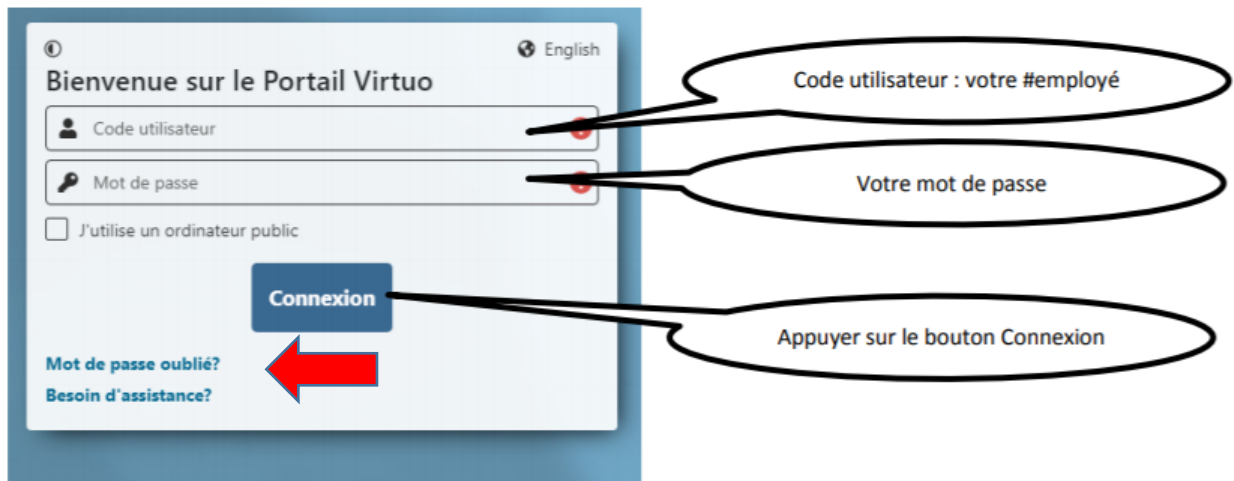 English
Bienvenue sur le Portail Virtuo
Code utilisateur
Mot de passe
J'utilise un ordinateur public
Connexion
Mot de passe oublié?
Besoin d'assistance?
Code utilisateur : votre #employé
Votre mot de passe
Appuyer sur le bouton Connexion